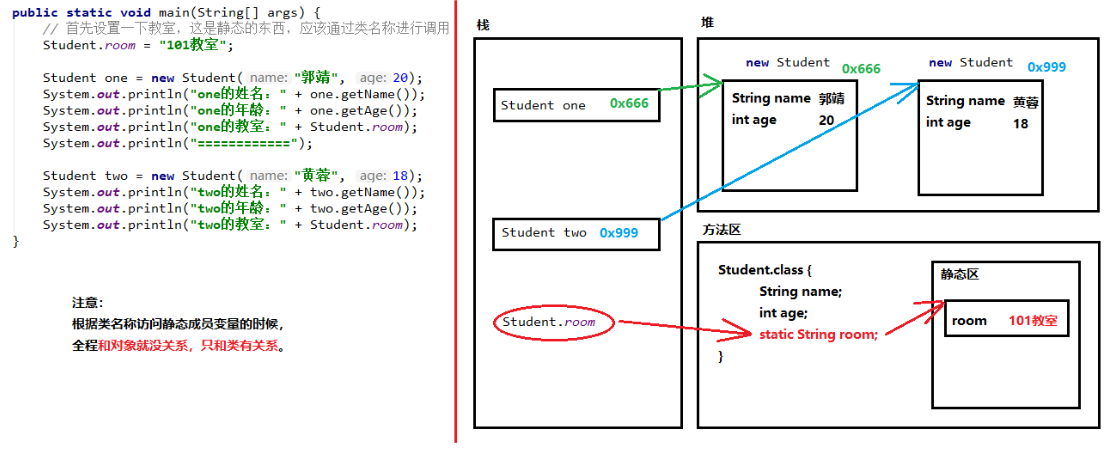 public static void main(String[] args) {
// 首先设置一下教室，这是静态的东西，应该通过类名称进行调用
Student.room = "101教室";
Student one = new Student( name: "郭靖", age: 20);
System.out.println("one的姓名：" + one.getName());
System.out.println("one的年龄：" + one.getAge());
System.out.println("one的教室：" + Student.room);
System.out.println("============");
Student two = new Student( name: "黄蓉", age: 18);
System.out.println("two的姓名：" + two.getName());
System.out.println("two的年龄：" + two.getAge());
System.out.println("two的教室：" + Student.room);
}
注意：
根据类名称访问静态成员变量的时候，
全程和对象就没关系，只和类有关系。
栈
Student one 0x666
Student two 0x999
Student.room
堆
new Student 0x666
String name 郭靖
int age 20
new Student 0x999
String name 黄蓉
int age 18
方法区
Student.class {
String name;
int age;
static String room;
}
静态区
room 101教室